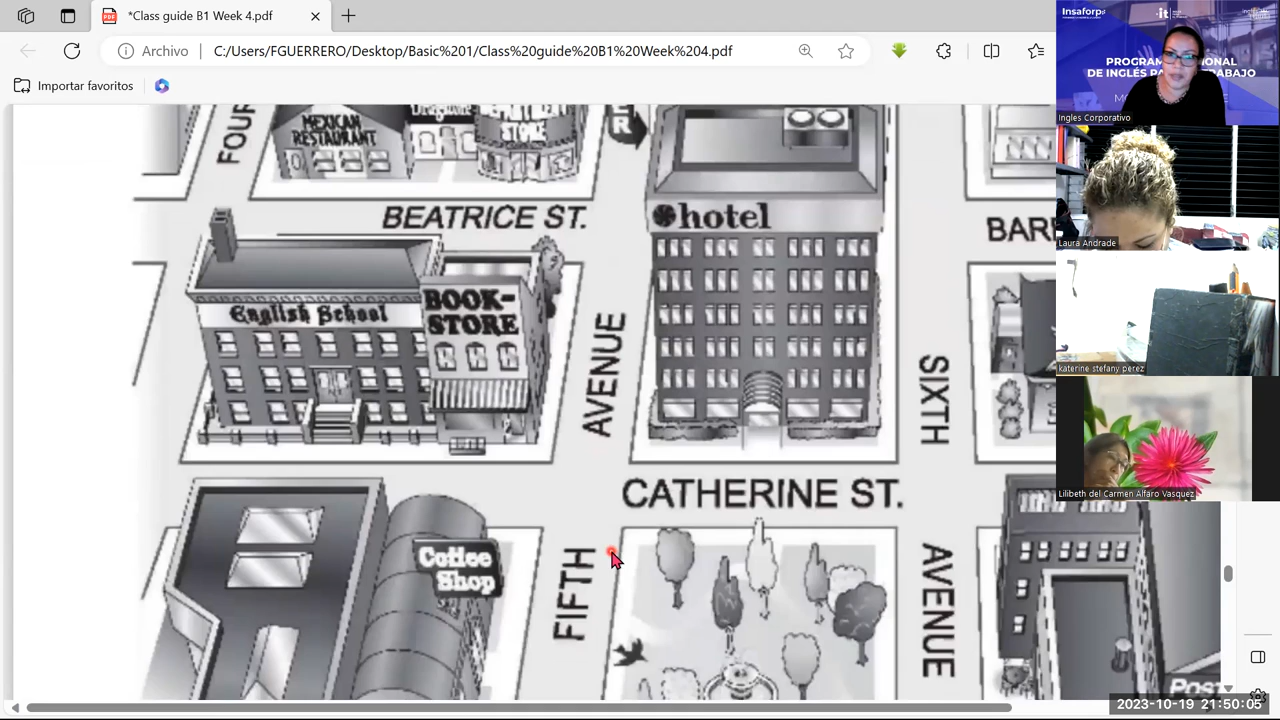 *Class guide B1 Week 4.pdf
Archivo
C:/Users/FGUERRERO/Desktop/Basic%201/Class%20guide%20B1%20Week%204.pdf
Importar favoritos
FOUR
MEXICAN
RESTAURANT
STORE
BEATRICE ST.
hotel
BAR
English School
BOOK-
STORE
AVENUE
SIXTH
CATHERINE ST.
Coffee
Shop
FIFTH
AVENUE
Post
Insaforp
PROGRAMA NACIONAL
DE INGLÉS PARA EL TRABAJO
Ingles Corporativo
Laura Andrade
katerine stefany perez
Lilibeth del Carmen Alfaro Vasquez
2023-10-19 21:50:05